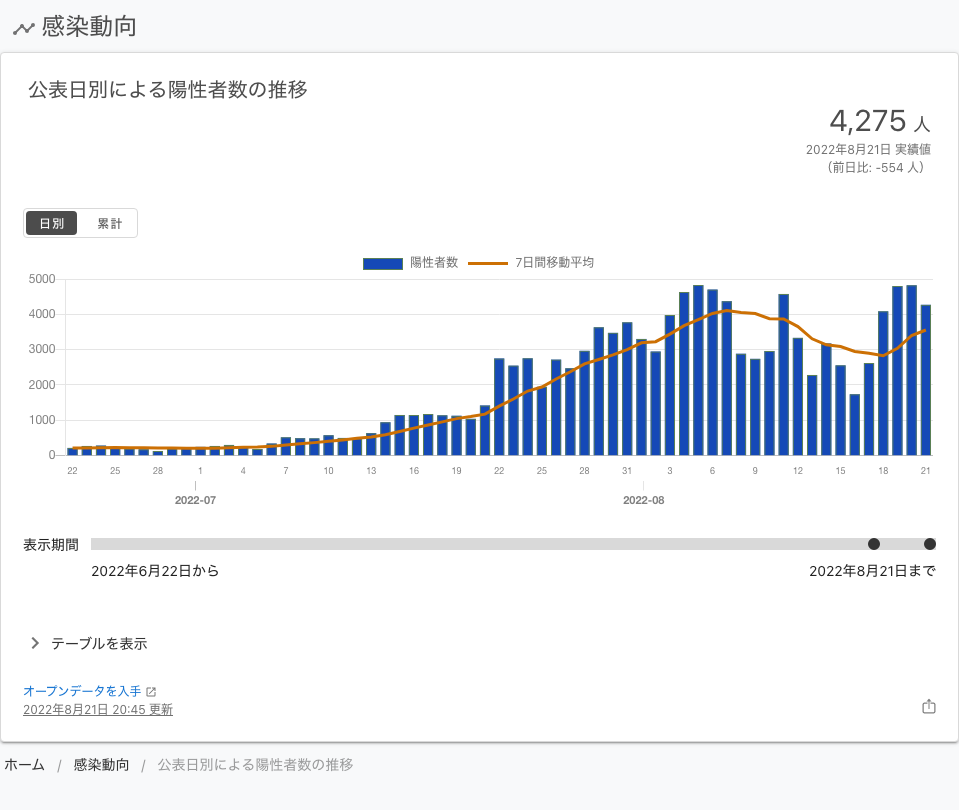 感染動向
公表日別による陽性者数の推移
4,275 人
2022年8月21日 実績値
（前日比: -554 人）
日別 累計
陽性者数 7日間移動平均
5000
4000
3000
2000
1000
0
22 25 28 1 4 7 10 13 16 19 22 25 28 31 3 6 9 12 15 18 21
2022-07 2022-08
表示期間
2022年6月22日から 2022年8月21日まで
テーブルを表示
オープンデータを入手
2022年8月21日 20:45 更新
ホーム / 感染動向 / 公表日別による陽性者数の推移